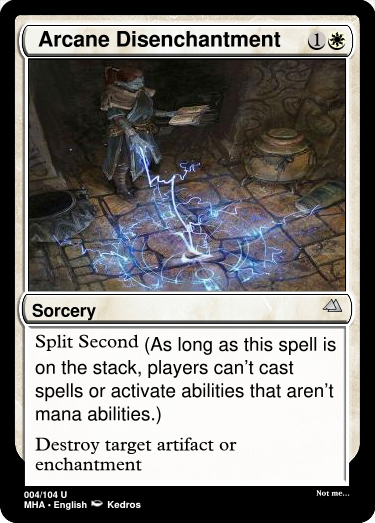 Arcane Disenchantment 1
Sorcery
Split Second (As long as this spell is
on the stack, players can't cast
spells or activate abilities that aren't
mana abilities.)
Destroy target artifact or
enchantment
004/104 U
Not me...
MHA • English Kedros